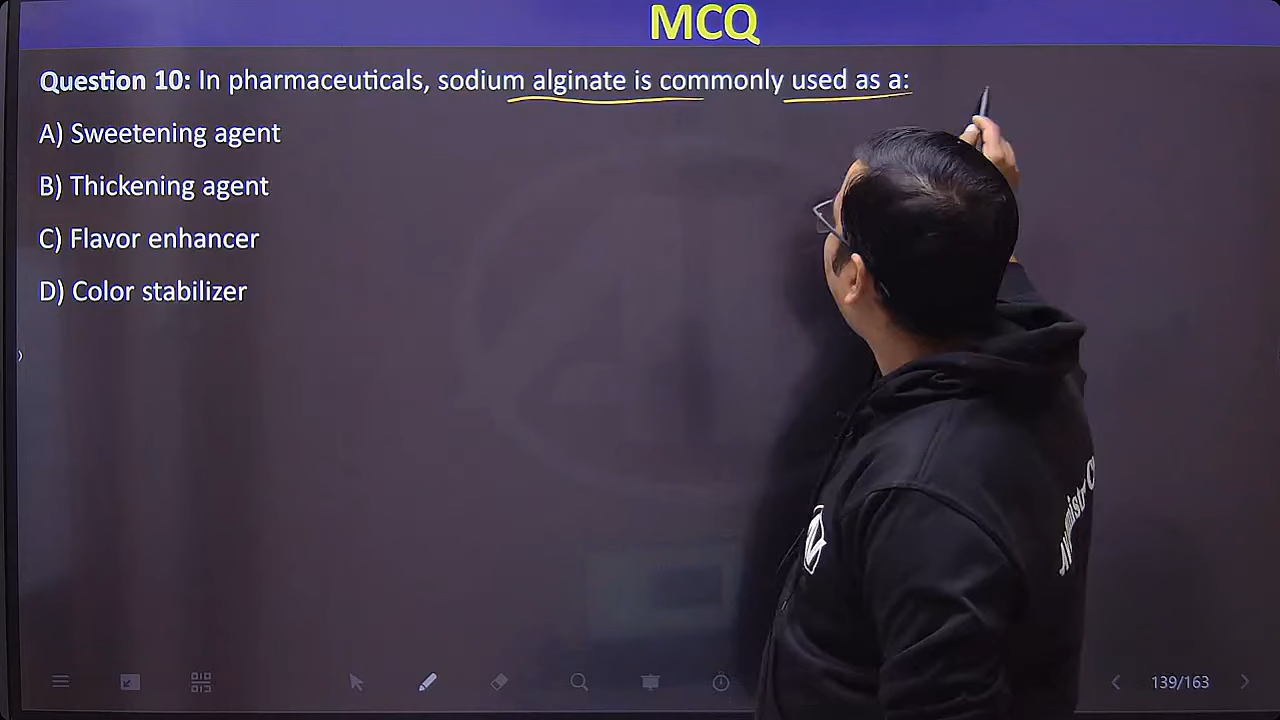 MCQ
Question 10: In pharmaceuticals, sodium alginate is commonly used as a:
A) Sweetening agent
B) Thickening agent
C) Flavor enhancer
D) Color stabilizer
139/163